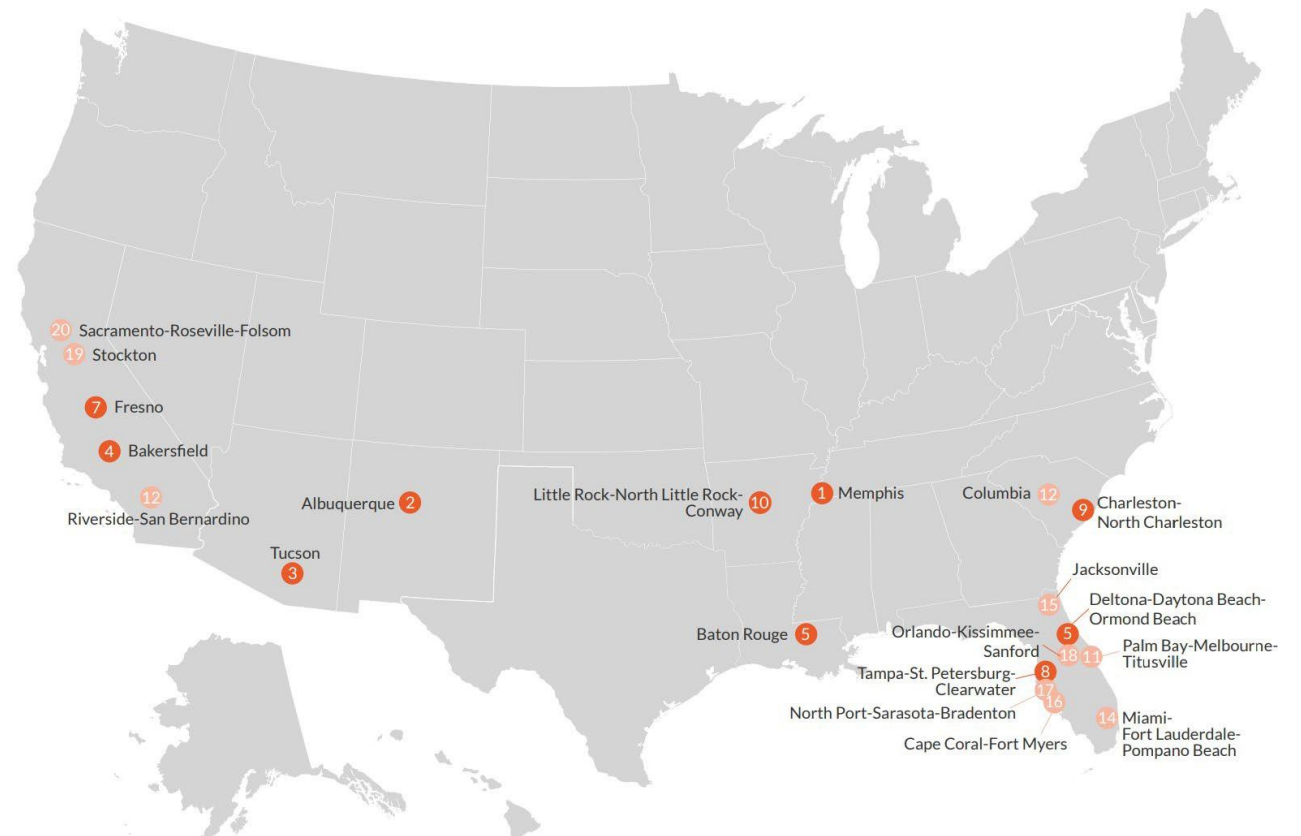 20 Sacramento-Roseville-Folsom
19 Stockton
7 Fresno
4 Bakersfield
12
Riverside-San Bernardino
Albuquerque 2
Tucson
3
Little Rock-North Little Rock-
Conway
10
1 Memphis
Columbia 12
9 Charleston-
North Charleston
Baton Rouge 5
Jacksonville
15
Deltona-Daytona Beach-
Ormond Beach
5
Orlando-Kissimmee-
Sanford
18
11
Palm Bay-Melbourne-
Titusville
Tampa-St. Petersburg-
Clearwater
8
17
North Port-Sarasota-Bradenton
16
Cape Coral-Fort Myers
14 Miami-
Fort Lauderdale-
Pompano Beach